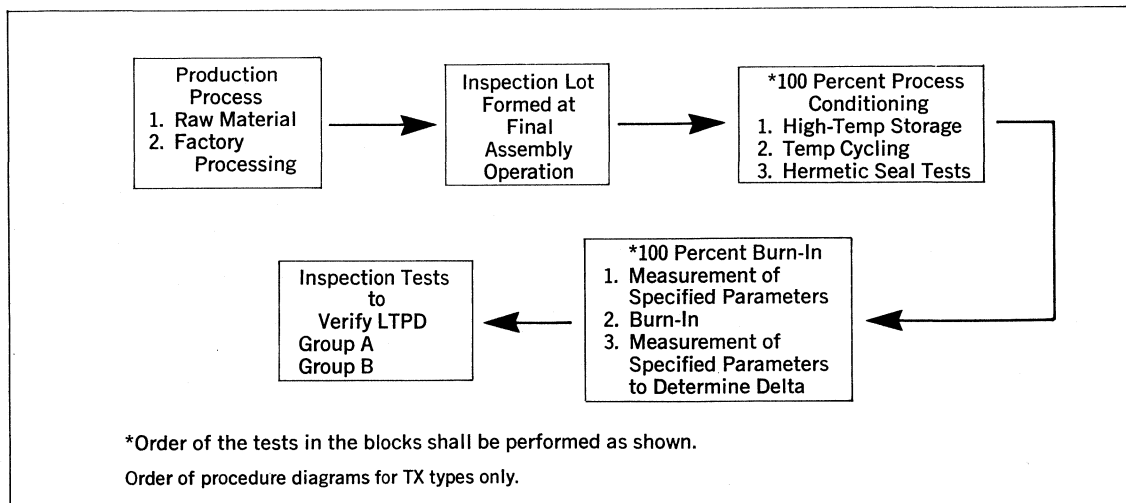 Production
Process
1. Raw Material
2. Factory
Processing
Inspection Lot
Formed at
Final
Assembly
Operation
*100 Percent Process
Conditioning
1. High-Temp Storage
2. Temp Cycling
3. Hermetic Seal Tests
*100 Percent Burn-In
1. Measurement of
Specified Parameters
2. Burn-In
3. Measurement of
Specified Parameters
to Determine Delta
Inspection Tests
to
Verify LTPD
Group A
Group B
*Order of the tests in the blocks shall be performed as shown.
Order of procedure diagrams for TX types only.